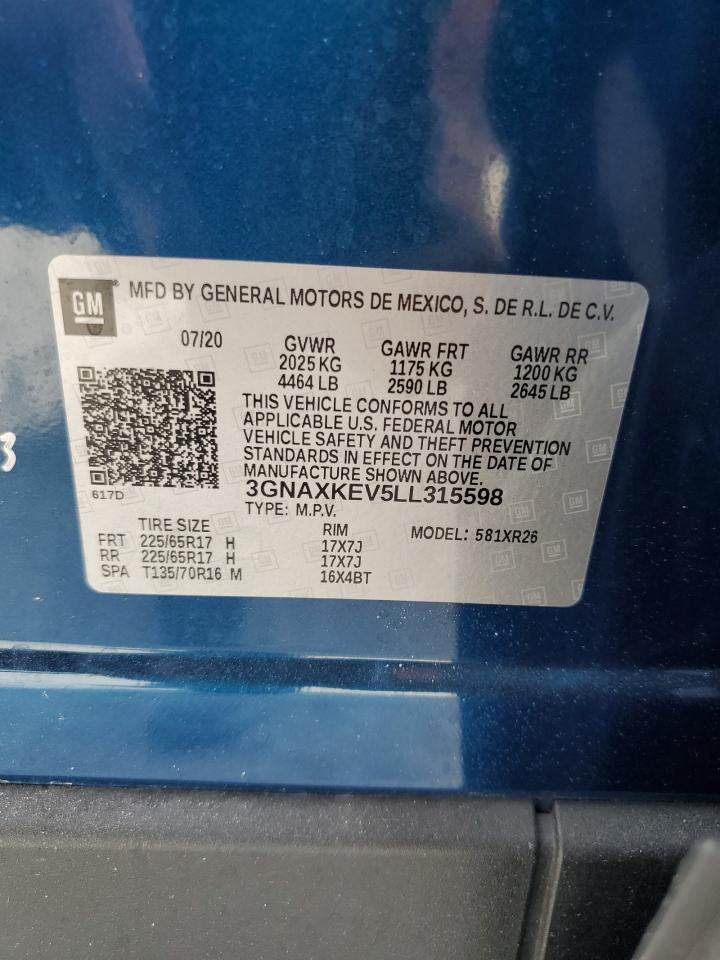 GM MFD BY GENERAL MOTORS DE MEXICO, S. DE R.L. DE C.V.
07/20 GVWR GAWR FRT GAWR RR
2025 KG 1175 KG 1200 KG
4464 LB 2590 LB 2645 LB
THIS VEHICLE CONFORMS TO ALL
APPLICABLE U.S. FEDERAL MOTOR
VEHICLE SAFETY AND THEFT PREVENTION
STANDARDS IN EFFECT ON THE DATE OF
MANUFACTURE SHOWN ABOVE.
617D 3GNAXKEV5LL315598
TYPE: M.P.V.
TIRE SIZE RIM MODEL: 581XR26
FRT 225/65R17 H 17X7J
RR 225/65R17 H 17X7J
SPA T135/70R16 M 16X4BT
3